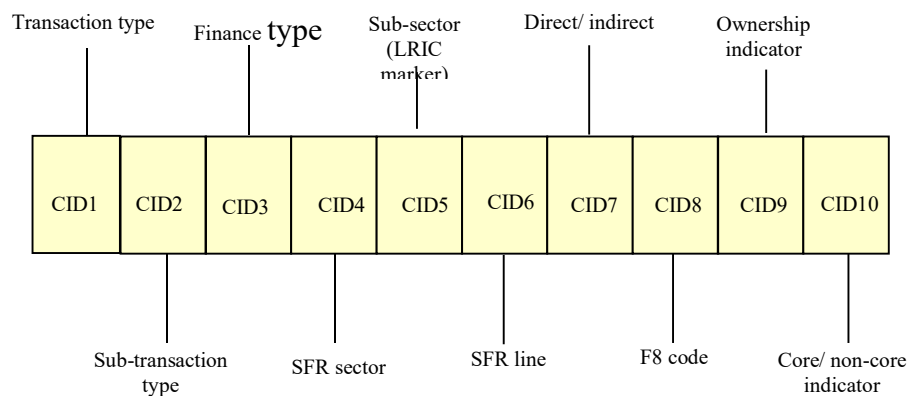 Transaction type
Finance type
Sub-sector
(LRIC
marker)
Direct/ indirect
Ownership
indicator
CID1
CID2
CID3
CID4
CID5
CID6
CID7
CID8
CID9
CID10
Sub-transaction
type
SFR sector
SFR line
F8 code
Core/ non-core
indicator